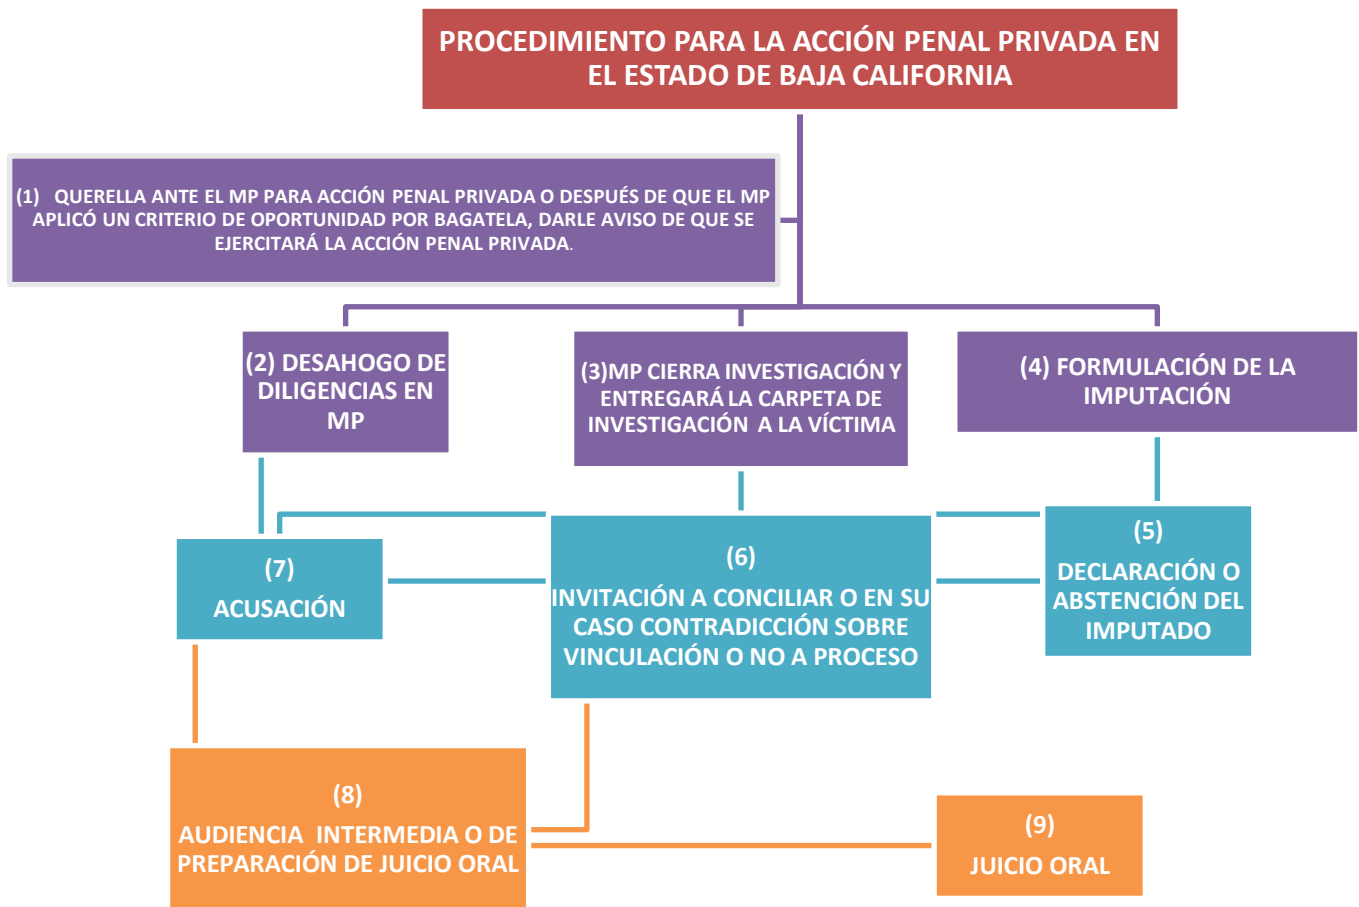 PROCEDIMIENTO PARA LA ACCIÓN PENAL PRIVADA EN
EL ESTADO DE BAJA CALIFORNIA
(1) QUERELLA ANTE EL MP PARA ACCIÓN PENAL PRIVADA O DESPUÉS DE QUE EL MP
APLICÓ UN CRITERIO DE OPORTUNIDAD POR BAGATELA, DARLE AVISO DE QUE SE
EJERCITARÁ LA ACCIÓN PENAL PRIVADA.
(2) DESAHOGO DE
DILIGENCIAS EN
MP
(3)MP CIERRA INVESTIGACIÓN Y
ENTREGARÁ LA CARPETA DE
INVESTIGACIÓN A LA VÍCTIMA
(4) FORMULACIÓN DE LA
IMPUTACIÓN
(7)
ACUSACIÓN
(6)
INVITACIÓN A CONCILIAR O EN SU
CASO CONTRADICCIÓN SOBRE
VINCULACIÓN O NO A PROCESO
(5)
DECLARACIÓN O
ABSTENCIÓN DEL
IMPUTADO
(8)
AUDIENCIA INTERMEDIA O DE
PREPARACIÓN DE JUICIO ORAL
(9)
JUICIO ORAL